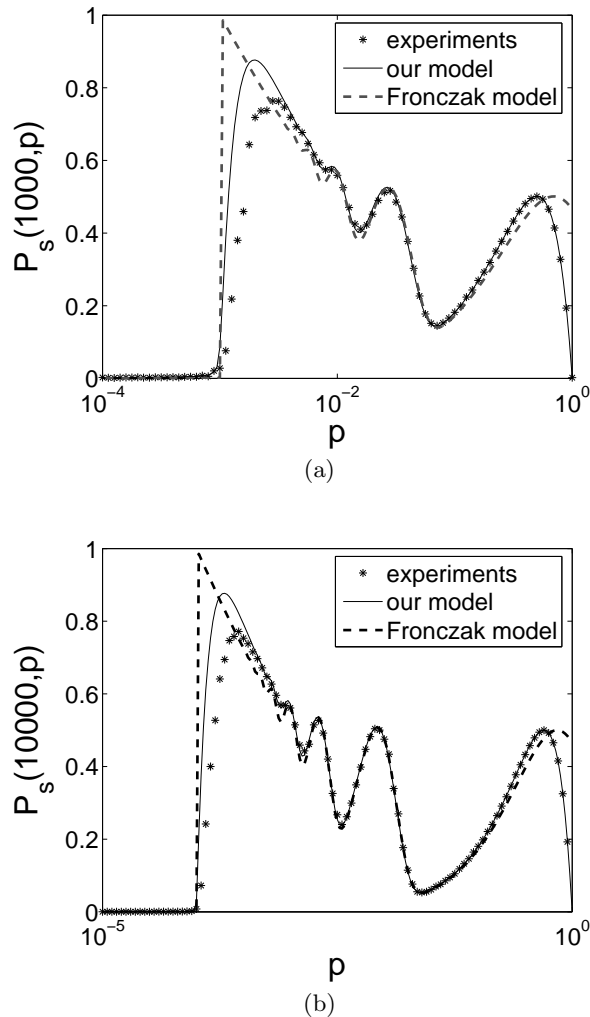 P_s(1000,p)
1
0.8
0.6
0.4
0.2
0
experiments
our model
Fronczak model
10^-4
10^-2
10^0
p
(a)
P_s(10000,p)
1
0.8
0.6
0.4
0.2
0
experiments
our model
Fronczak model
10^-5
10^0
p
(b)